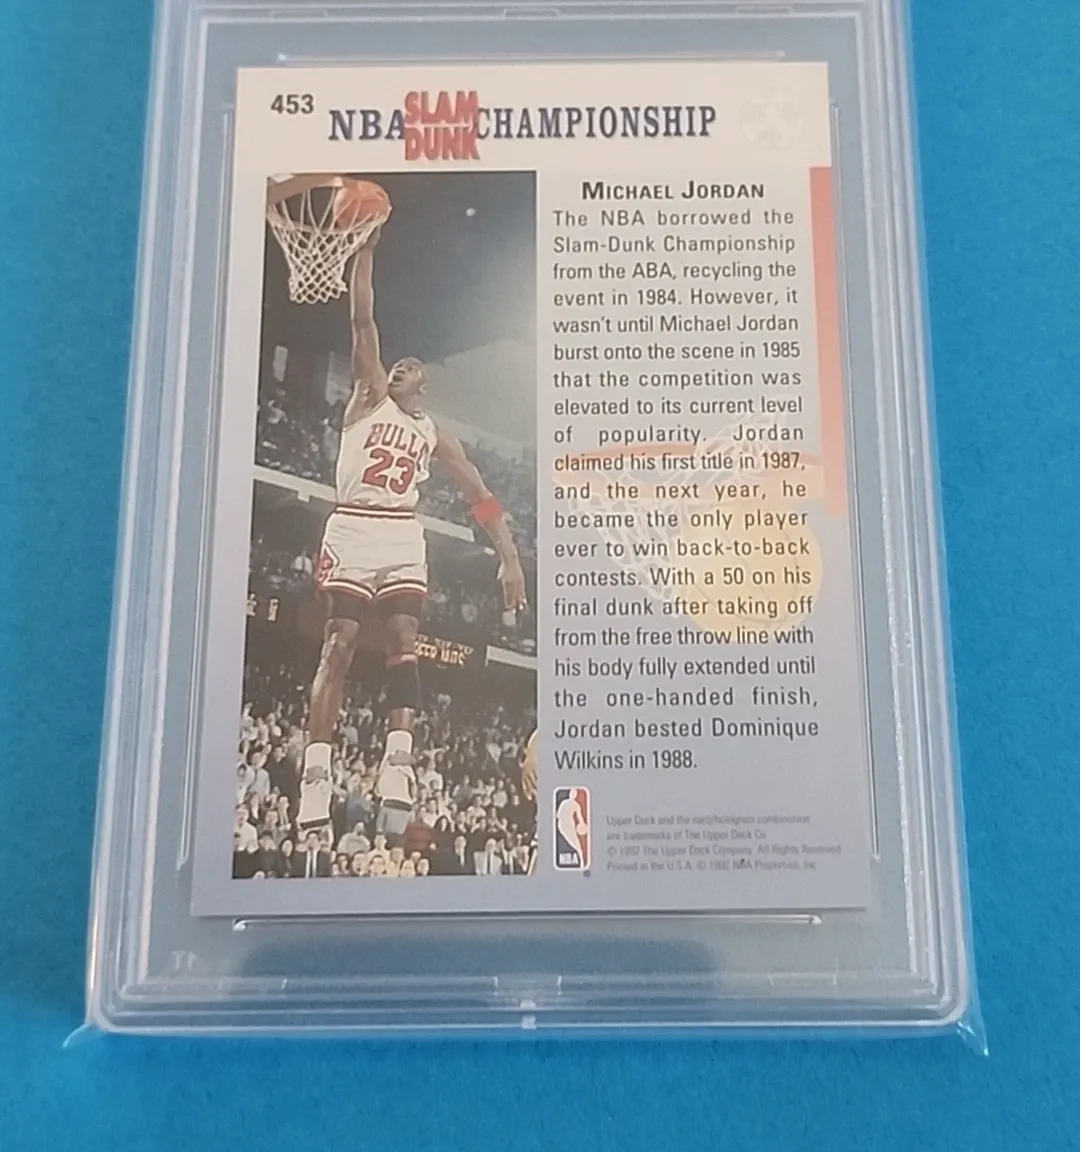 453
NBA SLAM DUNK CHAMPIONSHIP
MICHAEL JORDAN
The NBA borrowed the
Slam-Dunk Championship
from the ABA, recycling the
event in 1984. However, it
wasn't until Michael Jordan
burst onto the scene in 1985
that the competition was
elevated to its current level
of popularity. Jordan
claimed his first title in 1987,
and the next year, he
became the only player
ever to win back-to-back
contests. With a 50 on his
final dunk after taking off
from the free throw line with
his body fully extended until
the one-handed finish,
Jordan bested Dominique
Wilkins in 1988.
BULLS
23
NBA
Upper Deck and the card/hologram combination
are trademarks of The Upper Deck Co.
© 1992 The Upper Deck Company. All Rights Reserved
Printed in the U.S.A. © 1992 NBA Properties, Inc.